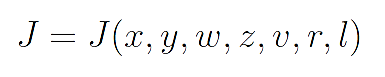 J = J(x, y, w, z, v, r, l)